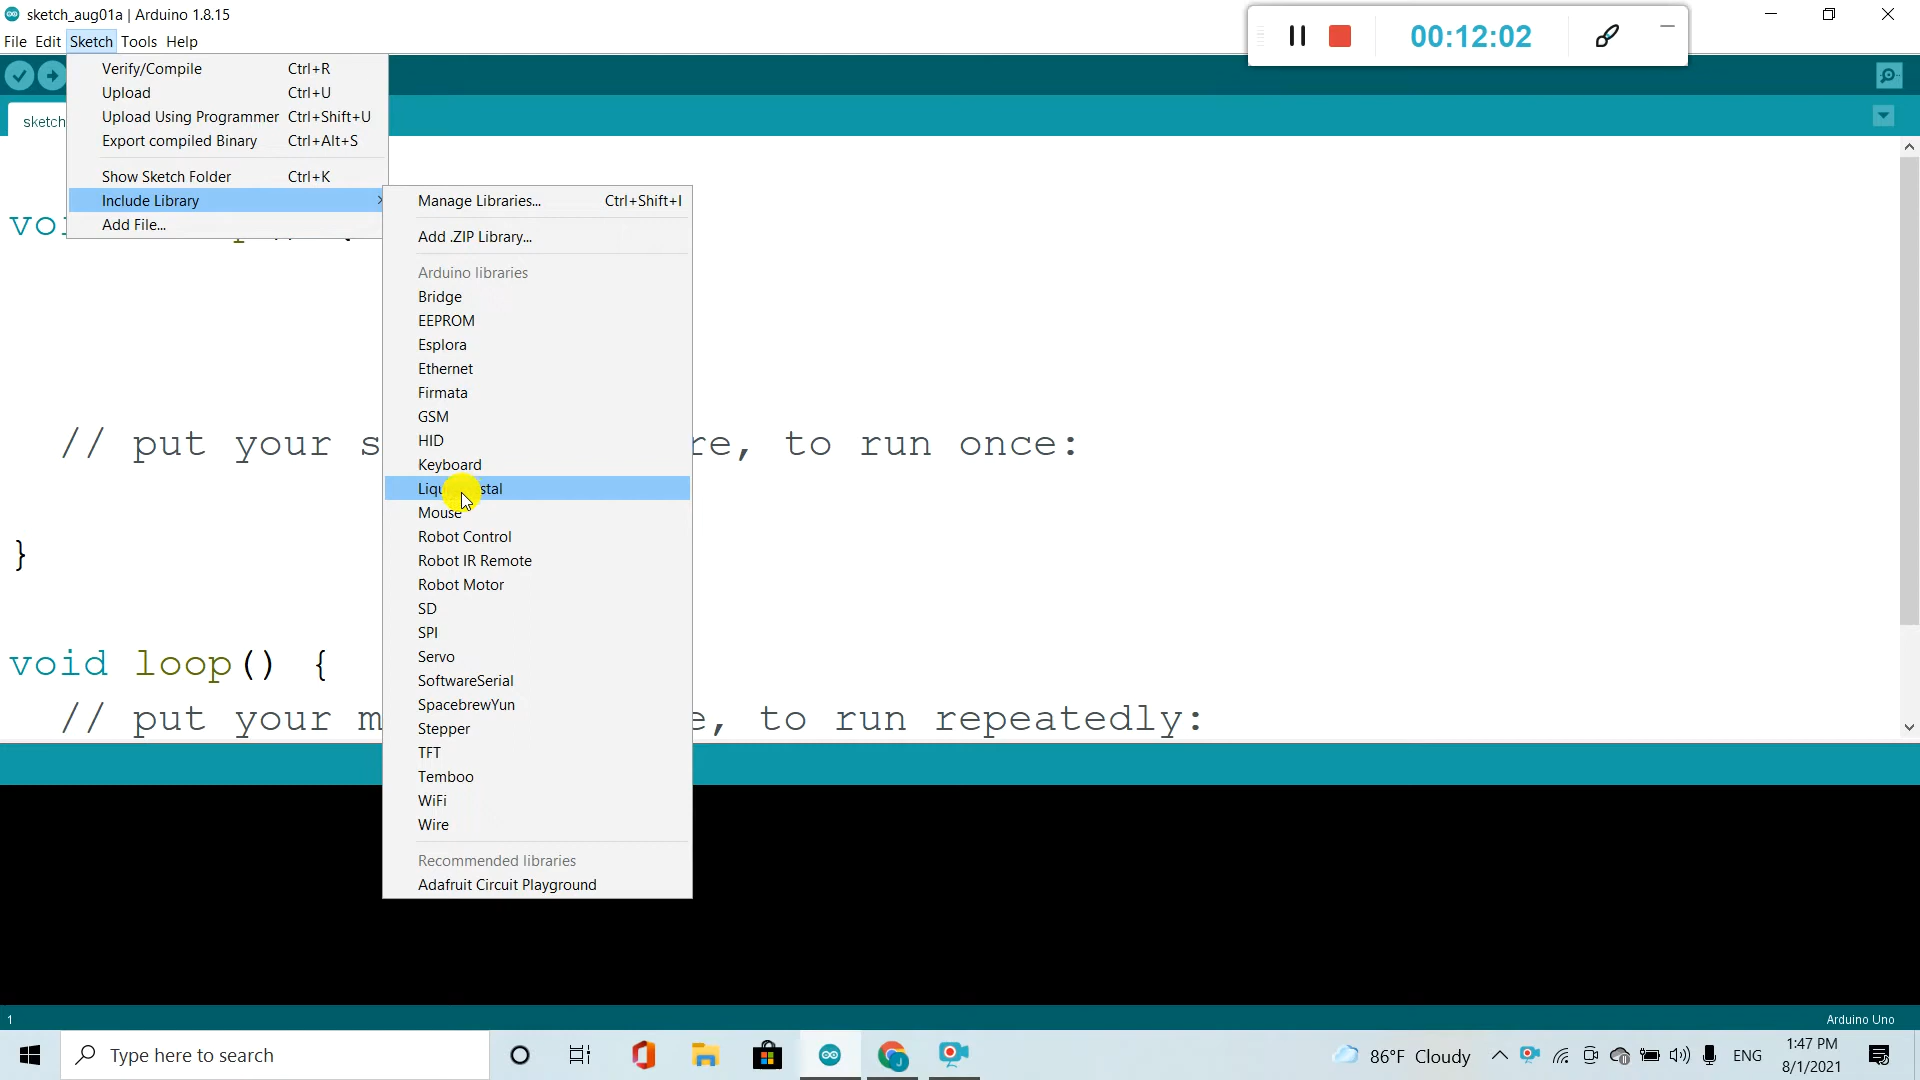 sketch_aug01a | Arduino 1.8.15
00:12:02
File Edit Sketch Tools Help
Verify/Compile Ctrl+R
Upload Ctrl+U
Upload Using Programmer Ctrl+Shift+U
Export compiled Binary Ctrl+Alt+S
Show Sketch Folder Ctrl+K
Include Library
Add File...
sketch
Manage Libraries... Ctrl+Shift+I
Add .ZIP Library...
Arduino libraries
Bridge
EEPROM
Esplora
Ethernet
Firmata
GSM
HID
Keyboard
Mouse
Robot Control
Robot IR Remote
Robot Motor
SD
SPI
Servo
SoftwareSerial
SpacebrewYun
Stepper
TFT
Temboo
WiFi
Wire
Recommended libraries
Adafruit Circuit Playground
// put your s re, to run once:
}
void loop() {
// put your m e, to run repeatedly:
1
Arduino Uno
Type here to search
86°F Cloudy
ENG
1:47 PM
8/1/2021